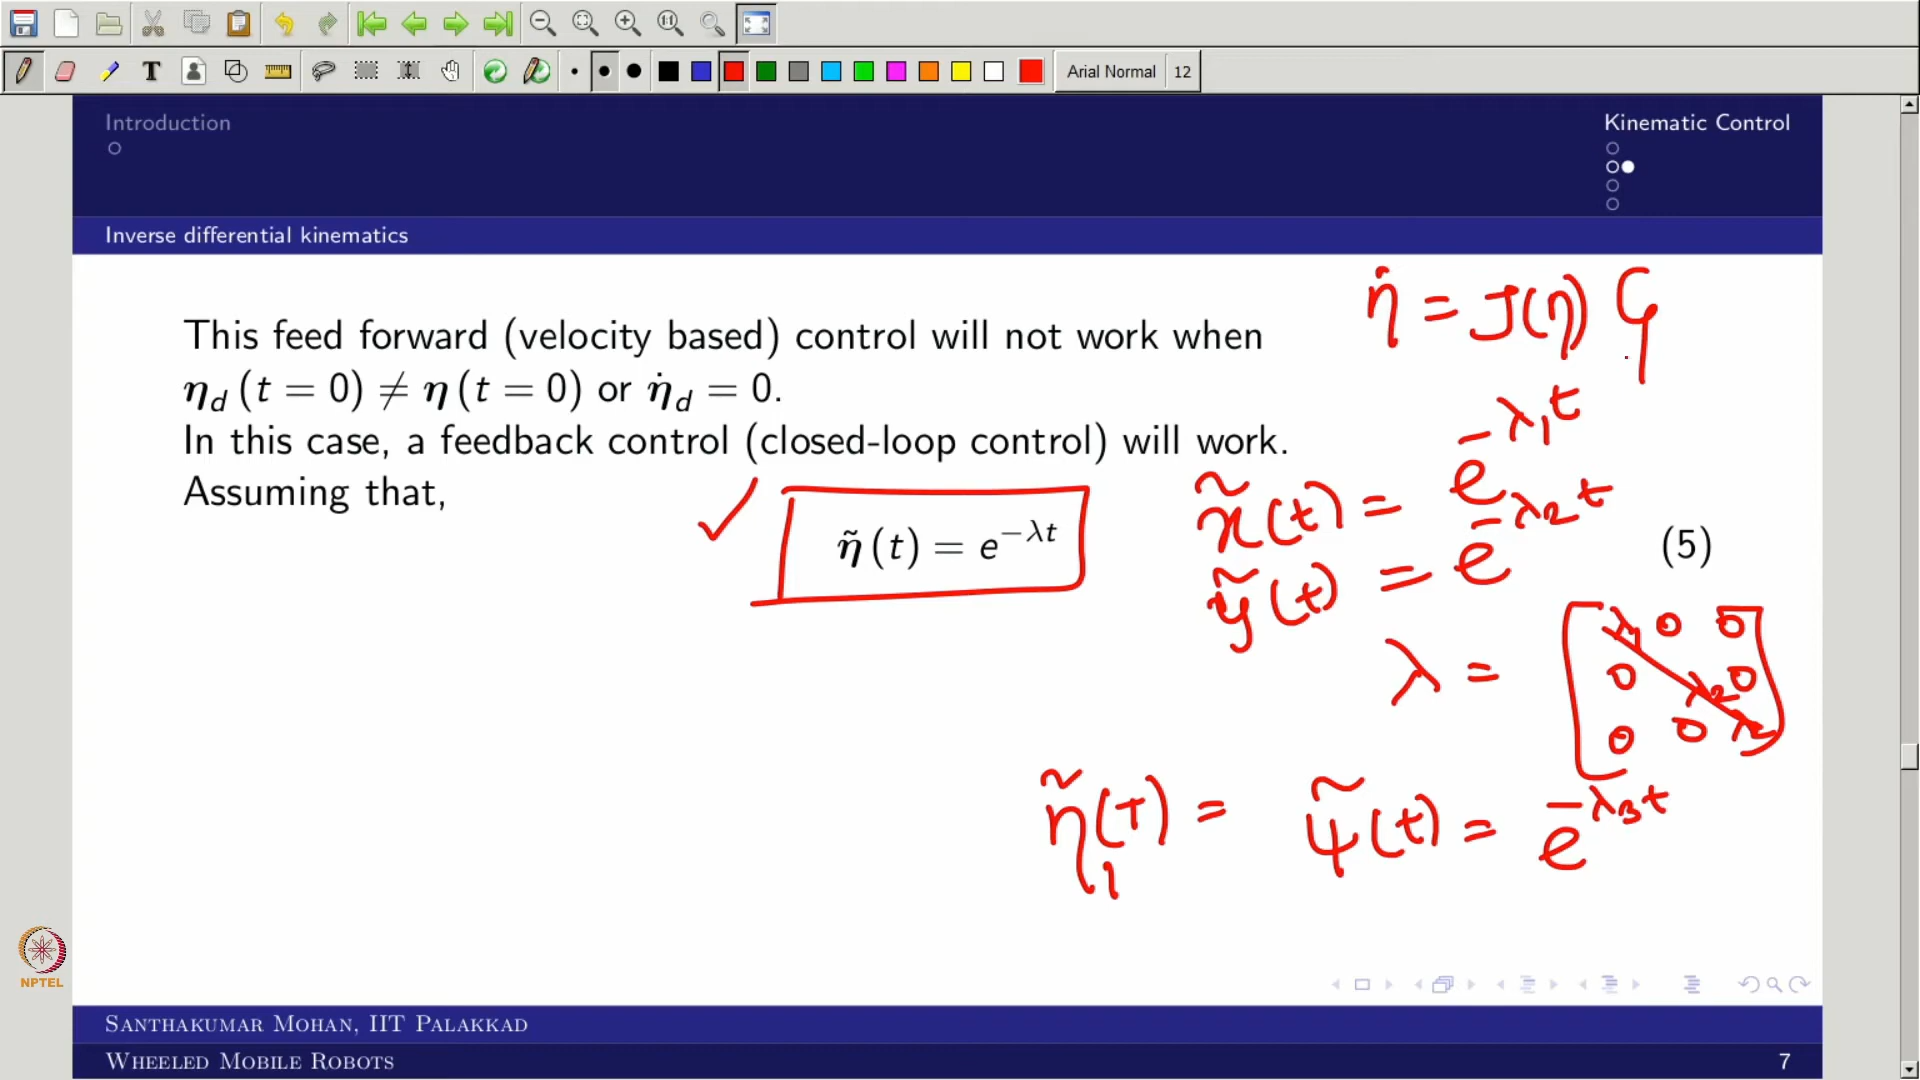 Arial Normal 12
Introduction
Kinematic Control
Inverse differential kinematics
η̇ = J(η) ζ
This feed forward (velocity based) control will not work when
η_d (t = 0) ≠ η (t = 0) or η̇_d = 0.
In this case, a feedback control (closed-loop control) will work.
Assuming that,
η̃ (t) = e^{−λt} (5)
x̃(t) = e^{−λ₁t}
ỹ(t) = e^{−λ₂t}
λ = [λ₁ 0 0
0 λ₂ 0
0 0 λ₃]
η̃₁(t) = ψ̃(t) = e^{−λ₃t}
NPTEL
Santhakumar Mohan, IIT Palakkad
Wheeled Mobile Robots 7